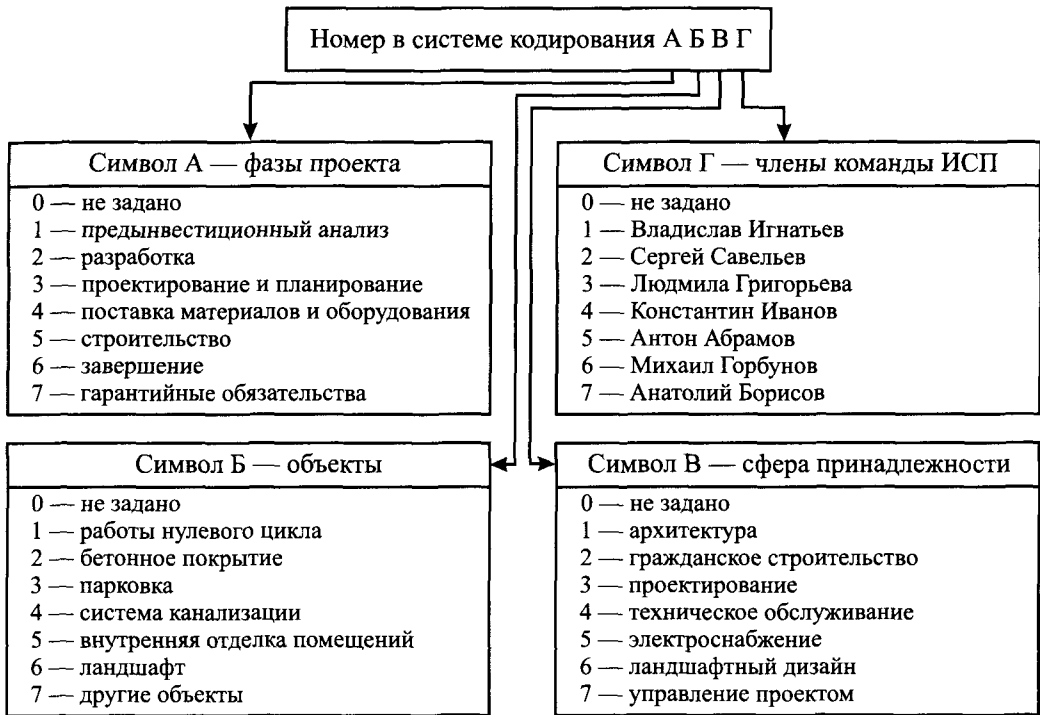 Номер в системе кодирования А Б В Г
Символ А — фазы проекта
0 — не задано
1 — предынвестиционный анализ
2 — разработка
3 — проектирование и планирование
4 — поставка материалов и оборудования
5 — строительство
6 — завершение
7 — гарантийные обязательства
Символ Г — члены команды ИСП
0 — не задано
1 — Владислав Игнатьев
2 — Сергей Савельев
3 — Людмила Григорьева
4 — Константин Иванов
5 — Антон Абрамов
6 — Михаил Горбунов
7 — Анатолий Борисов
Символ Б — объекты
0 — не задано
1 — работы нулевого цикла
2 — бетонное покрытие
3 — парковка
4 — система канализации
5 — внутренняя отделка помещений
6 — ландшафт
7 — другие объекты
Символ В — сфера принадлежности
0 — не задано
1 — архитектура
2 — гражданское строительство
3 — проектирование
4 — техническое обслуживание
5 — электроснабжение
6 — ландшафтный дизайн
7 — управление проектом